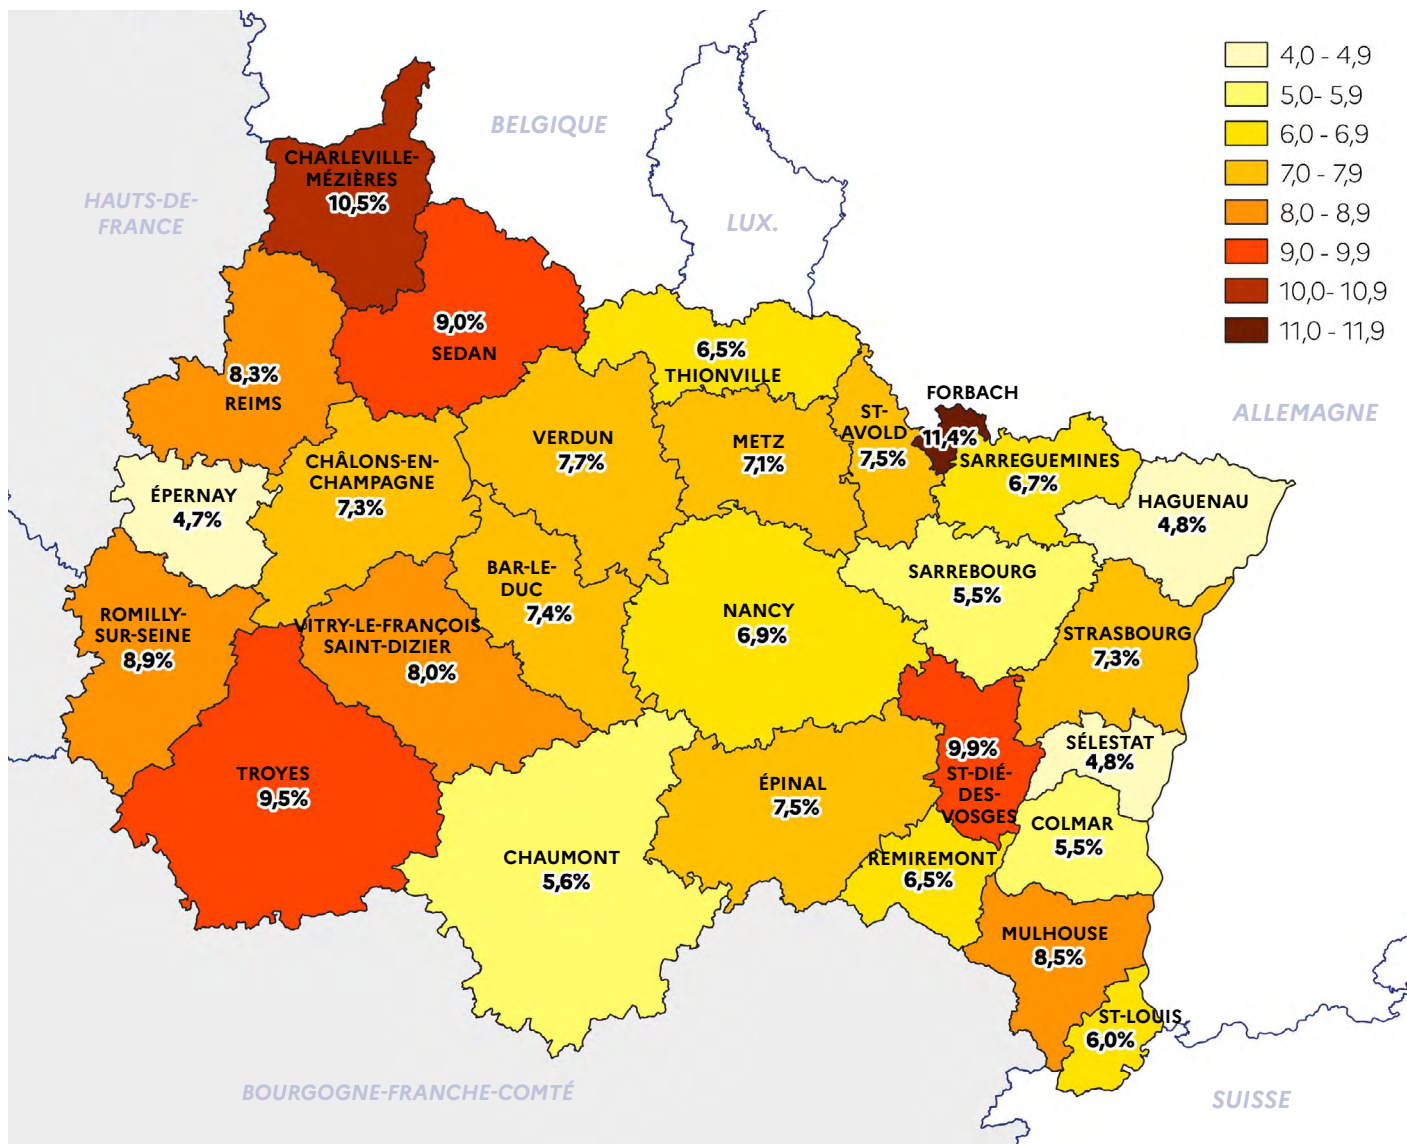 4,0 - 4,9
5,0- 5,9
6,0 - 6,9
7,0 - 7,9
8,0 - 8,9
9,0 - 9,9
10,0- 10,9
11,0 - 11,9
BELGIQUE
HAUTS-DE-
FRANCE
LUX.
ALLEMAGNE
CHARLEVILLE-
MÉZIÈRES
10,5%
9,0%
SEDAN
6,5%
THIONVILLE
8,3%
REIMS
FORBACH
11,4%
ST-
AVOLD
7,5%
VERDUN
7,7%
METZ
7,1%
SARREGUEMINES
6,7%
CHÂLONS-EN-
CHAMPAGNE
7,3%
ÉPERNAY
4,7%
HAGUENAU
4,8%
BAR-LE-
DUC
7,4%
SARREBOURG
5,5%
NANCY
6,9%
ROMILLY-
SUR-SEINE
8,9%
VITRY-LE-FRANÇOIS
SAINT-DIZIER
8,0%
STRASBOURG
7,3%
TROYES
9,5%
ÉPINAL
7,5%
9,9%
ST-DIÉ-
DES-
VOSGES
SÉLESTAT
4,8%
COLMAR
5,5%
CHAUMONT
5,6%
REMIREMONT
6,5%
MULHOUSE
8,5%
ST-LOUIS
6,0%
BOURGOGNE-FRANCHE-COMTÉ
SUISSE